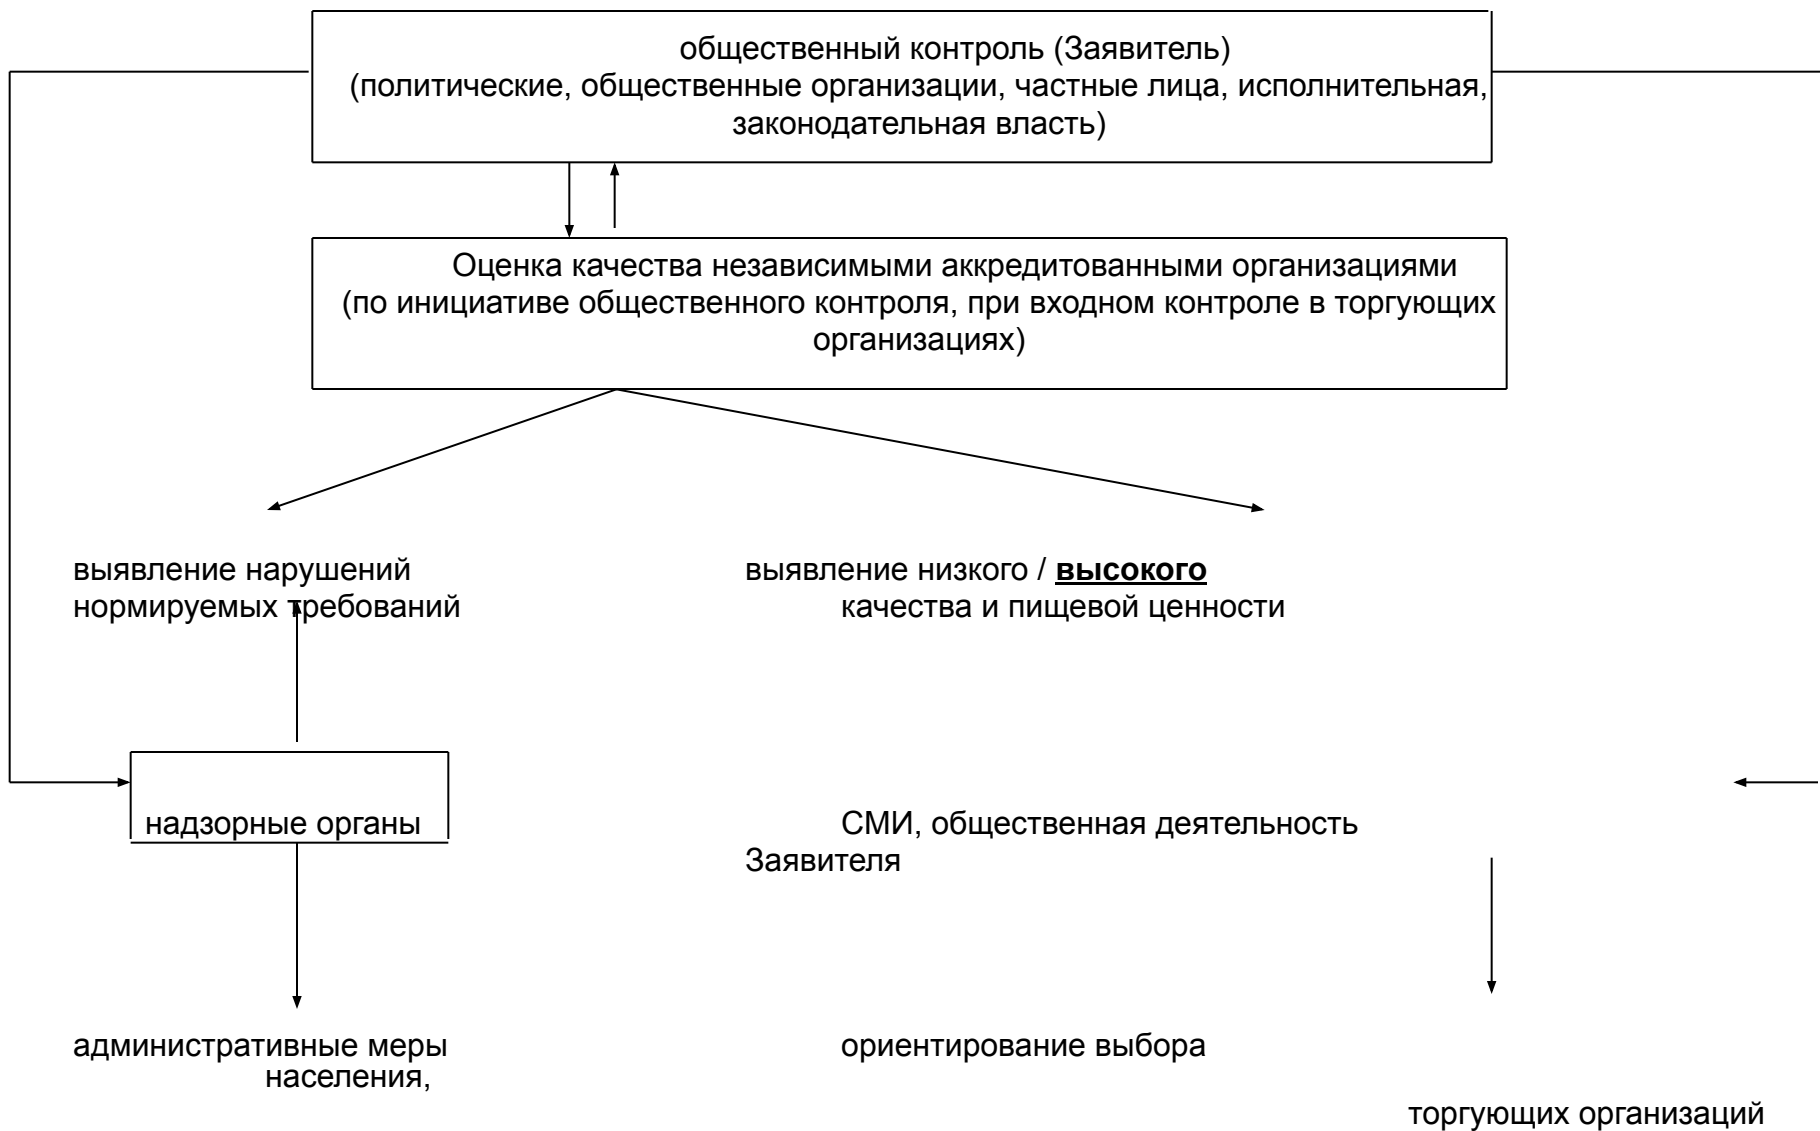 общественный контроль (Заявитель)
(политические, общественные организации, частные лица, исполнительная,
законодательная власть)
Оценка качества независимыми аккредитованными организациями
(по инициативе общественного контроля, при входном контроле в торгующих
организациях)
выявление нарушений
нормируемых требований
выявление низкого / высокого
качества и пищевой ценности
надзорные органы
СМИ, общественная деятельность
Заявителя
административные меры
ориентирование выбора
населения,
торгующих организаций